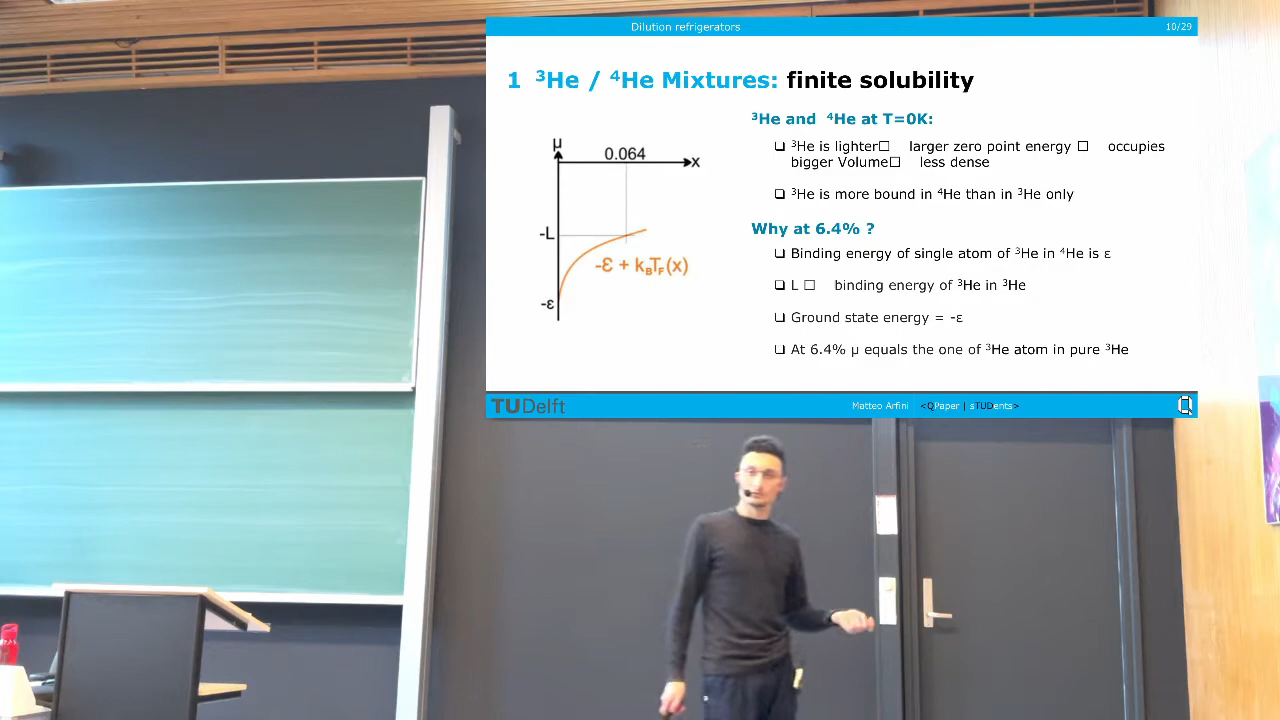 Dilution refrigerators
10/29
1 ³He / ⁴He Mixtures: finite solubility
³He and ⁴He at T=0K:
❑ ³He is lighter□ larger zero point energy □ occupies
bigger Volume□ less dense
❑ ³He is more bound in ⁴He than in ³He only
Why at 6.4% ?
❑ Binding energy of single atom of ³He in ⁴He is ε
❑ L □ binding energy of ³He in ³He
❑ Ground state energy = -ε
❑ At 6.4% μ equals the one of ³He atom in pure ³He
μ
0.064
x
-L
-Ɛ + kBTF(x)
-ε
TUDelft
Matteo Arfini
<QPaper | sTUDents>